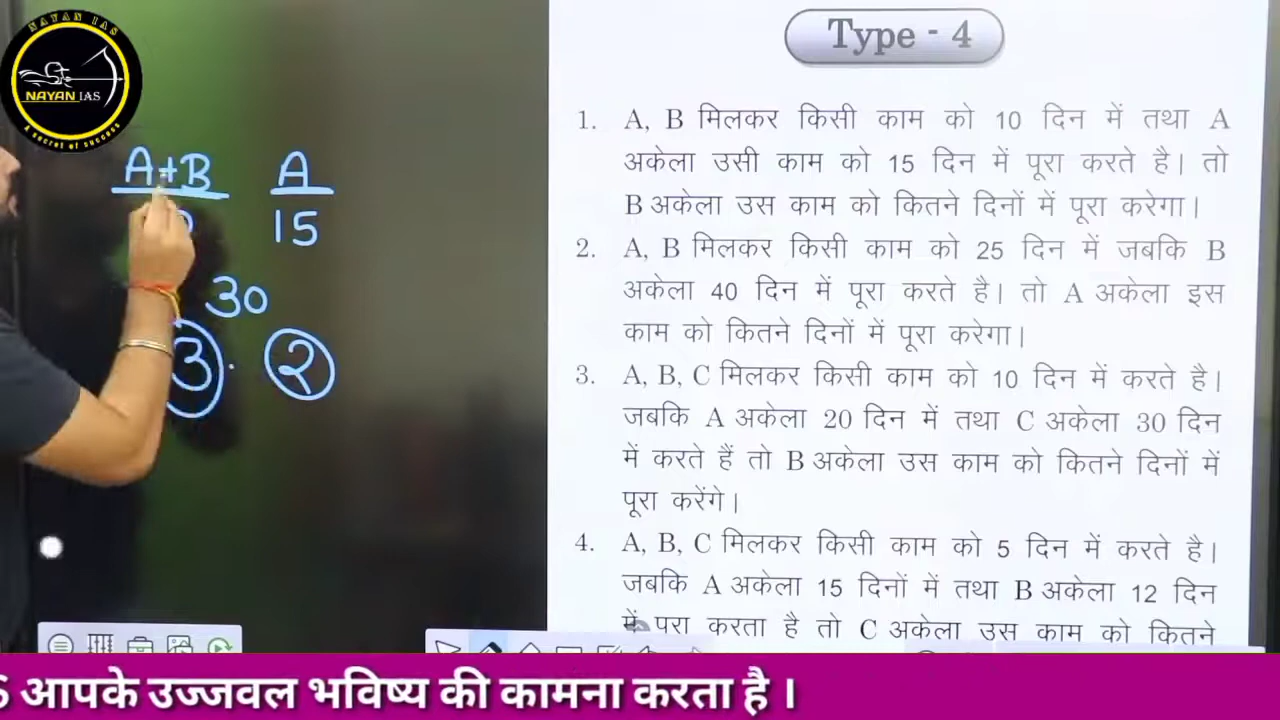 NAYAN IAS
NAYAN IAS
A secret of success
A+B A
15
30
3 2
Type - 4
1. A, B मिलकर किसी काम को 10 दिन में तथा A
अकेला उसी काम को 15 दिन में पूरा करते है। तो
B अकेला उस काम को कितने दिनों में पूरा करेगा।
2. A, B मिलकर किसी काम को 25 दिन में जबकि B
अकेला 40 दिन में पूरा करते है। तो A अकेला इस
काम को कितने दिनों में पूरा करेगा।
3. A, B, C मिलकर किसी काम को 10 दिन में करते है।
जबकि A अकेला 20 दिन में तथा C अकेला 30 दिन
में करते हैं तो B अकेला उस काम को कितने दिनों में
पूरा करेंगे।
4. A, B, C मिलकर किसी काम को 5 दिन में करते है।
जबकि A अकेला 15 दिनों में तथा B अकेला 12 दिन
में पूरा करता है तो C अकेला उस काम को कितने
S आपके उज्जवल भविष्य की कामना करता है ।